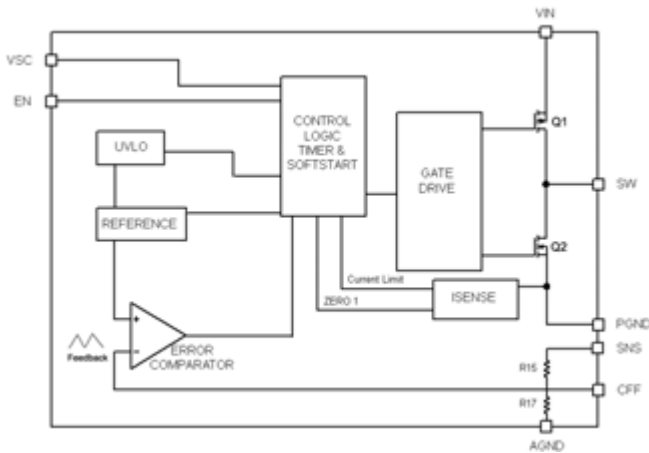 VIN
VSC
EN
CONTROL
LOGIC
TIMER &
SOFTSTART
Q1
UVLO
GATE
DRIVE
SW
REFERENCE
Q2
Current Limit
ISENSE
ZERO 1
PGND
+
Feedback
-
ERROR
COMPARATOR
SNS
R16
CFF
R17
AGND